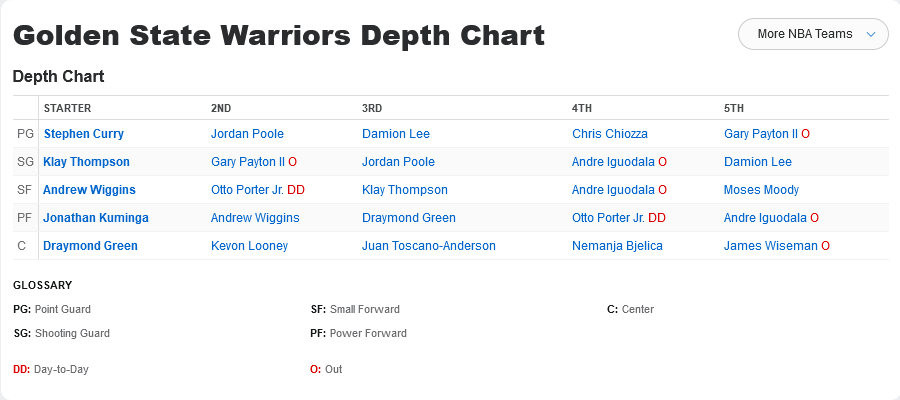 Golden State Warriors Depth Chart
More NBA Teams
Depth Chart
STARTER 2ND 3RD 4TH 5TH
PG Stephen Curry Jordan Poole Damion Lee Chris Chiozza Gary Payton II O
SG Klay Thompson Gary Payton II O Jordan Poole Andre Iguodala O Damion Lee
SF Andrew Wiggins Otto Porter Jr. DD Klay Thompson Andre Iguodala O Moses Moody
PF Jonathan Kuminga Andrew Wiggins Draymond Green Otto Porter Jr. DD Andre Iguodala O
C Draymond Green Kevon Looney Juan Toscano-Anderson Nemanja Bjelica James Wiseman O
GLOSSARY
PG: Point Guard SF: Small Forward C: Center
SG: Shooting Guard PF: Power Forward
DD: Day-to-Day O: Out